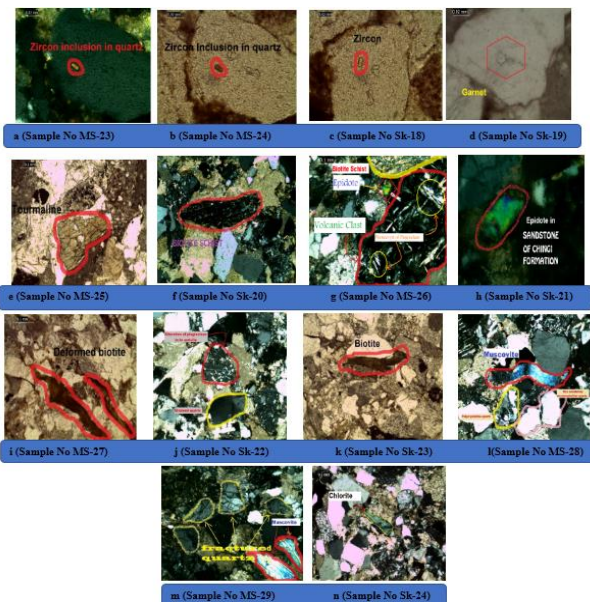 Zircon inclusion in quartz
Zircon Inclusion in quartz
Zircon
Garnet
a (Sample No MS-23)
b (Sample No MS-24)
c (Sample No Sk-18)
d (Sample No Sk-19)
Tourmaline
Biotite Schist
Epidote
Volcanic Clast
Epidote in
SANDSTONE
OF CHINGI
FORMATION
e (Sample No MS-25)
f (Sample No Sk-20)
g (Sample No MS-26)
h (Sample No Sk-21)
Deformed biotite
Biotite
Muscovite
i (Sample No MS-27)
j (Sample No Sk-22)
k (Sample No Sk-23)
l(Sample No MS-28)
Muscovite
fractured
quartz
Chlorite
m (Sample No MS-29)
n (Sample No Sk-24)